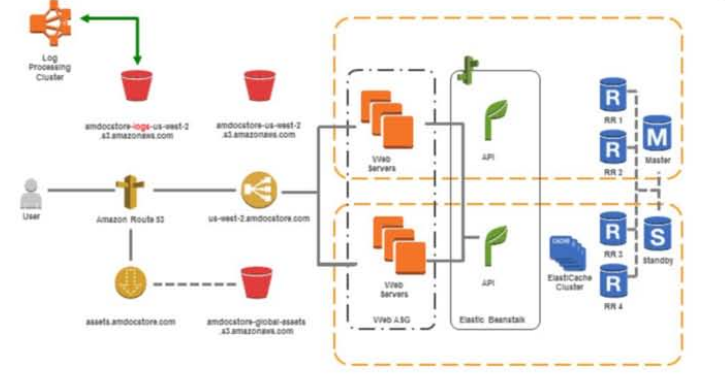 Log
Processing
Cluster
amdocstore-logs-us-west-2
.s3.amazonaws.com
amdocstore-us-west-2
.s3.amazonaws.com
Web
Servers
API
R
RR 1
R
RR 2
M
Master
User
Amazon Route 53
us-west-2.amdocstore.com
Web
Servers
API
CACHE
ElastiCache
Cluster
R
RR 3
R
RR 4
S
Standby
assets.amdocstore.com
amdocstore-global-assets
.s3.amazonaws.com
Web ASG
Elastic Beanstalk